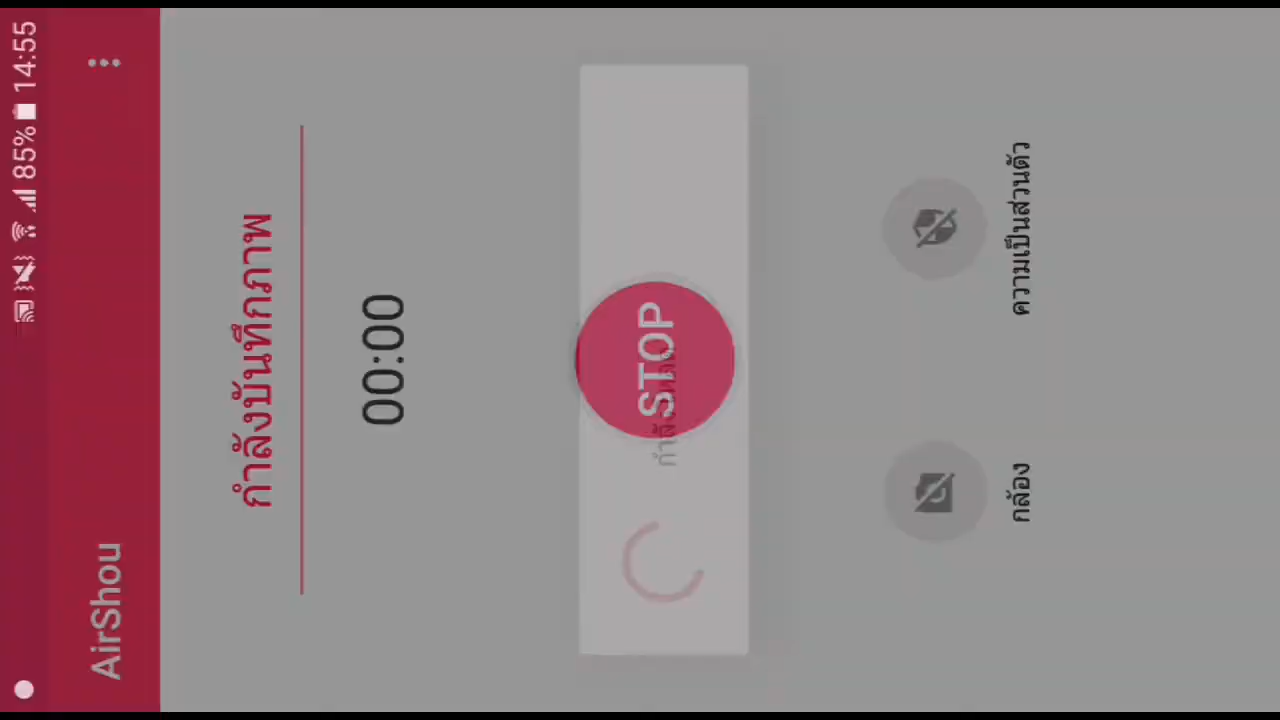 85% 14:55
AirShou
กำลังบันทึกภาพ
00:00
STOP
กล้อง
ความเป็นส่วนตัว